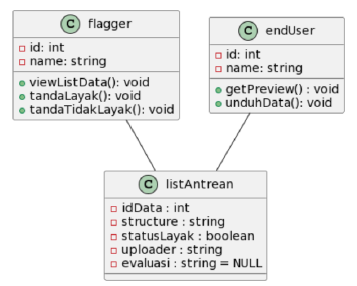 C flagger
id: int
name: string
viewListData(): void
tandaLayak(): voiid
tandaTidakLayak(): void
C endUser
id: int
name: string
getPreview() : void
unduhData(): void
C listAntrean
idData : int
structure : string
statusLayak : boolean
uploader : string
evaluasi : string = NULL